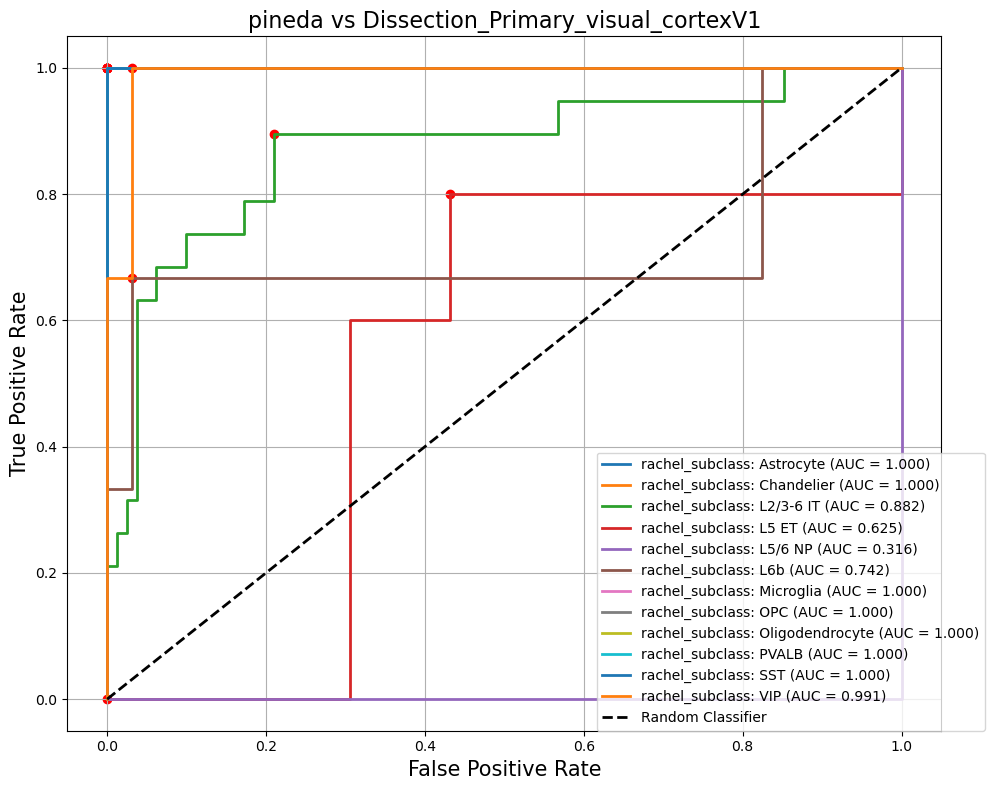 pineda vs Dissection_Primary_visual_cortexV1
True Positive Rate
1.0
0.8
0.6
0.4
0.2
0.0
rachel_subclass: Astrocyte (AUC = 1.000)
rachel_subclass: Chandelier (AUC = 1.000)
rachel_subclass: L2/3-6 IT (AUC = 0.882)
rachel_subclass: L5 ET (AUC = 0.625)
rachel_subclass: L5/6 NP (AUC = 0.316)
rachel_subclass: L6b (AUC = 0.742)
rachel_subclass: Microglia (AUC = 1.000)
rachel_subclass: OPC (AUC = 1.000)
rachel_subclass: Oligodendrocyte (AUC = 1.000)
rachel_subclass: PVALB (AUC = 1.000)
rachel_subclass: SST (AUC = 1.000)
rachel_subclass: VIP (AUC = 0.991)
Random Classifier
0.0 0.2 0.4 0.6 0.8 1.0
False Positive Rate